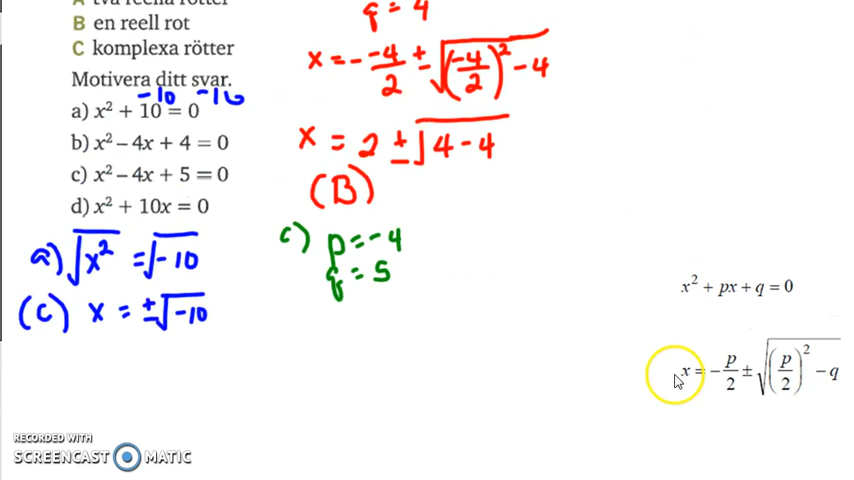 A två reella rötter
B en reell rot
C komplexa rötter
Motivera ditt svar.
-10 -10
a) x² + 10 = 0
b) x² – 4x + 4 = 0
c) x² – 4x + 5 = 0
d) x² + 10x = 0
a) √x² = √-10
(C) x = ±√-10
q = 4
x = - -4/2 ± √(-4/2)² - 4
x = 2 ± √4 - 4
(B)
c) p = -4
q = 5
x² + px + q = 0
x = -p/2 ± √(p/2)² - q
RECORDED WITH
SCREENCAST MATIC